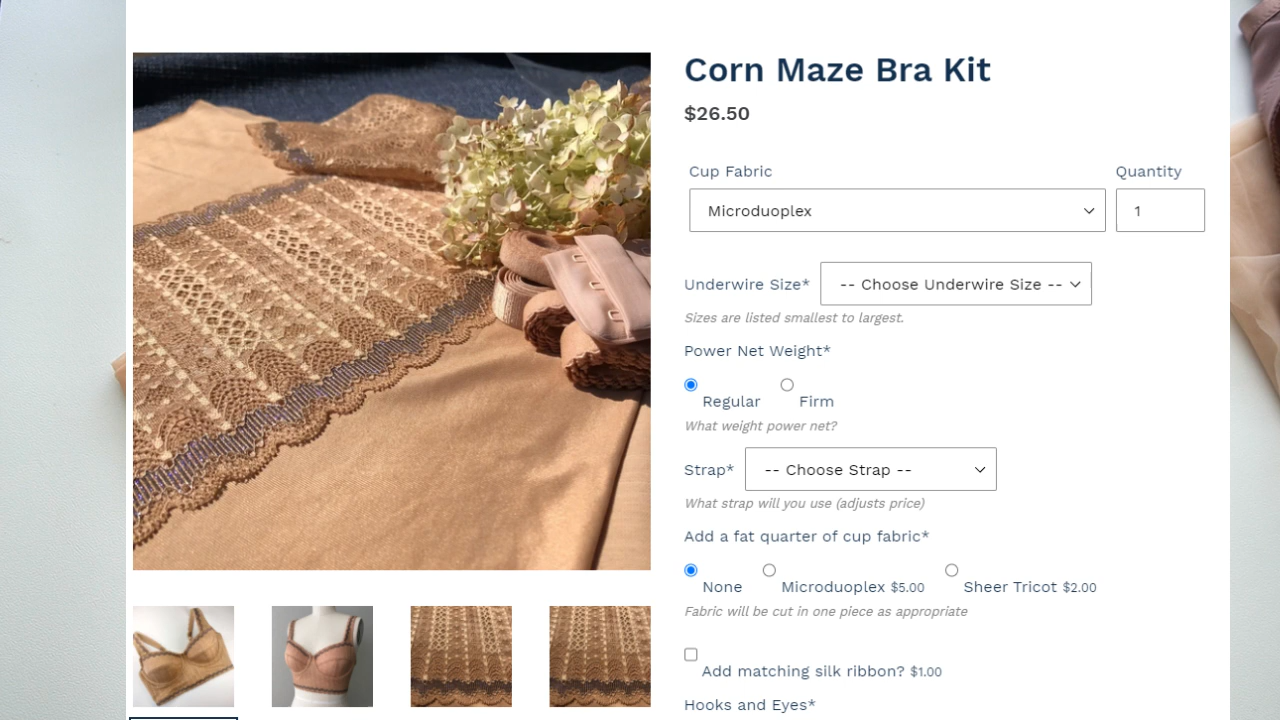 Corn Maze Bra Kit
$26.50
Cup Fabric
Quantity
Microduoplex
1
Underwire Size*
-- Choose Underwire Size --
Sizes are listed smallest to largest.
Power Net Weight*
Regular
Firm
What weight power net?
Strap*
-- Choose Strap --
What strap will you use (adjusts price)
Add a fat quarter of cup fabric*
None
Microduoplex $5.00
Sheer Tricot $2.00
Fabric will be cut in one piece as appropriate
Add matching silk ribbon? $1.00
Hooks and Eyes*